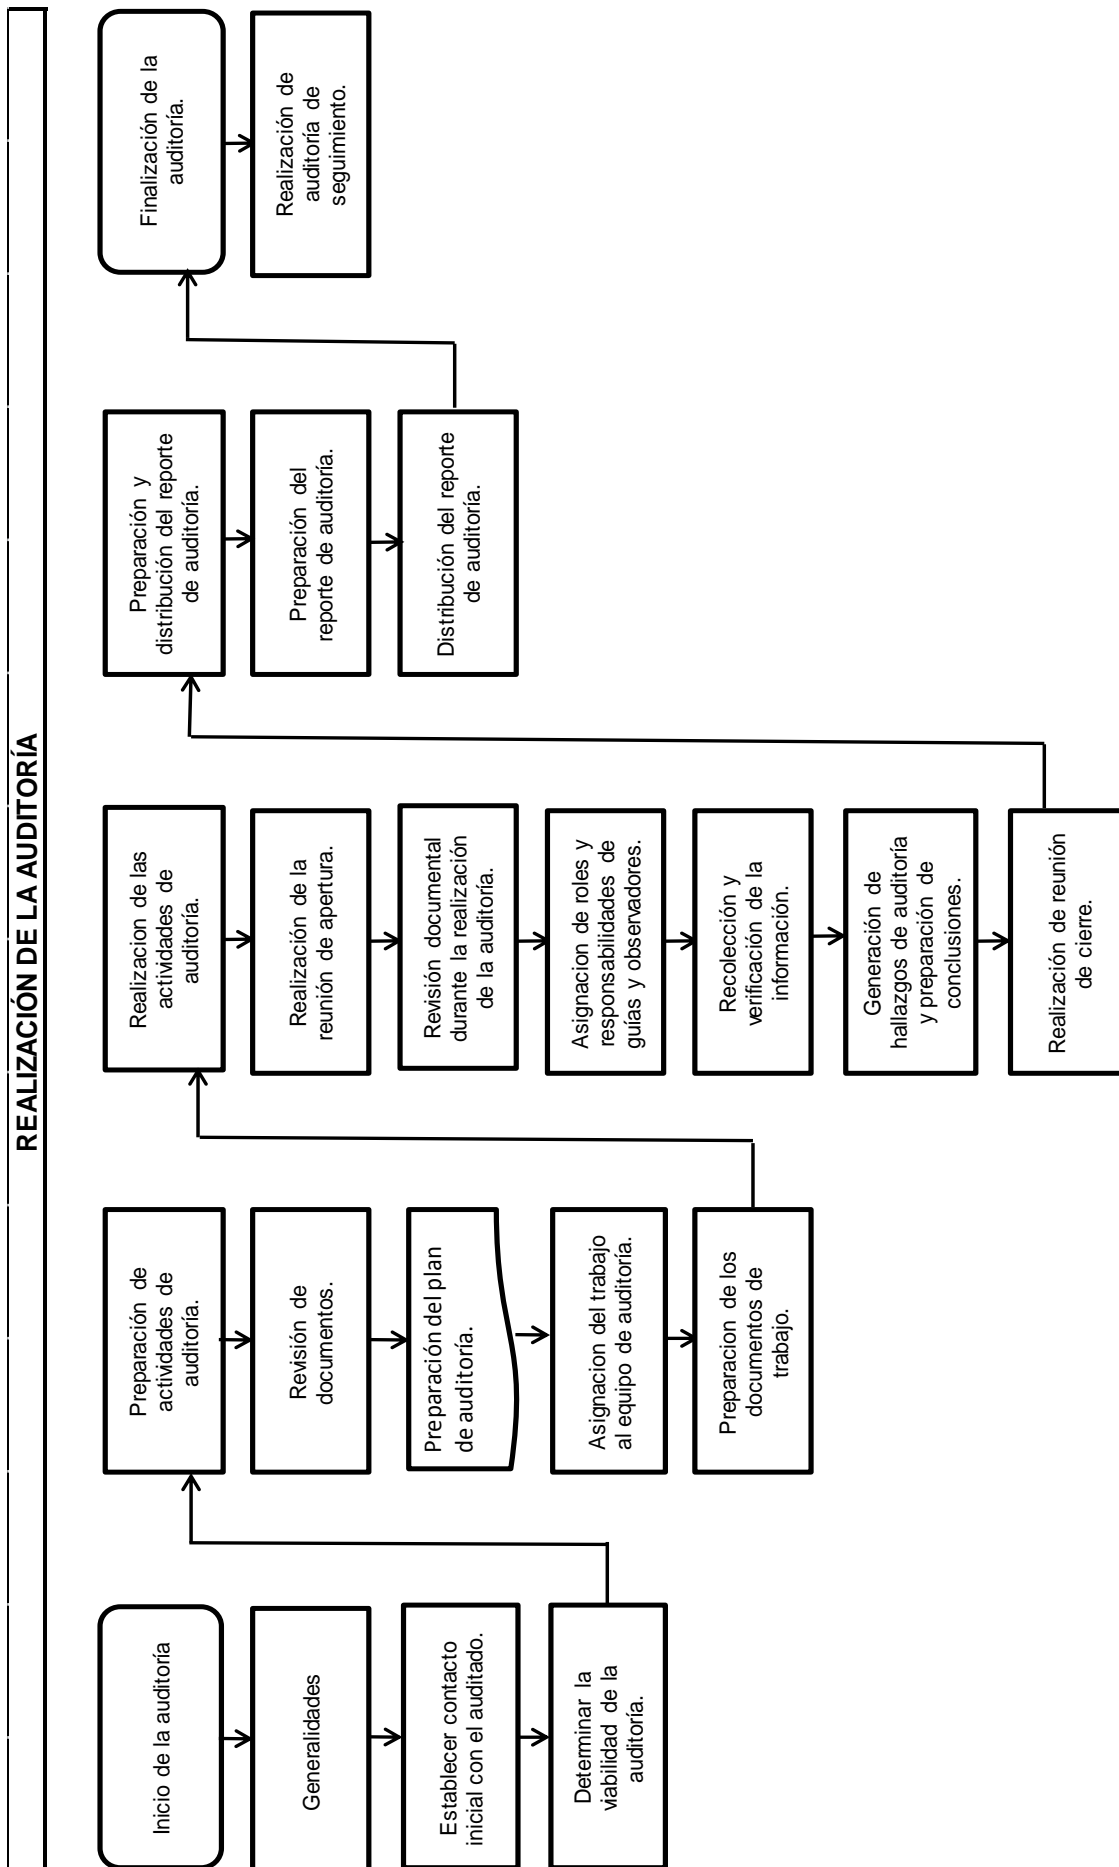 REALIZACIÓN DE LA AUDITORÍA
Inicio de la auditoría
Generalidades
Establecer contacto
inicial con el auditado.
Determinar la
viabilidad de la
auditoría.
Preparación de
actividades de
auditoría.
Revisión de
documentos.
Preparación del plan
de auditoría.
Asignacion del trabajo
al equipo de auditoría.
Preparacion de los
documentos de
trabajo.
Realizacion de las
actividades de
auditoría.
Realización de la
reunión de apertura.
Revisión documental
durante la realización
de la auditoría.
Asignacion de roles y
responsabilidades de
guías y observadores.
Recolección y
verificación de la
información.
Generación de
hallazgos de auditoría
y preparación de
conclusiones.
Realización de reunión
de cierre.
Preparación y
distribución del reporte
de auditoría.
Preparación del
reporte de auditoría.
Distribución del reporte
de auditoría.
Finalización de la
auditoría.
Realización de
auditoría de
seguimiento.